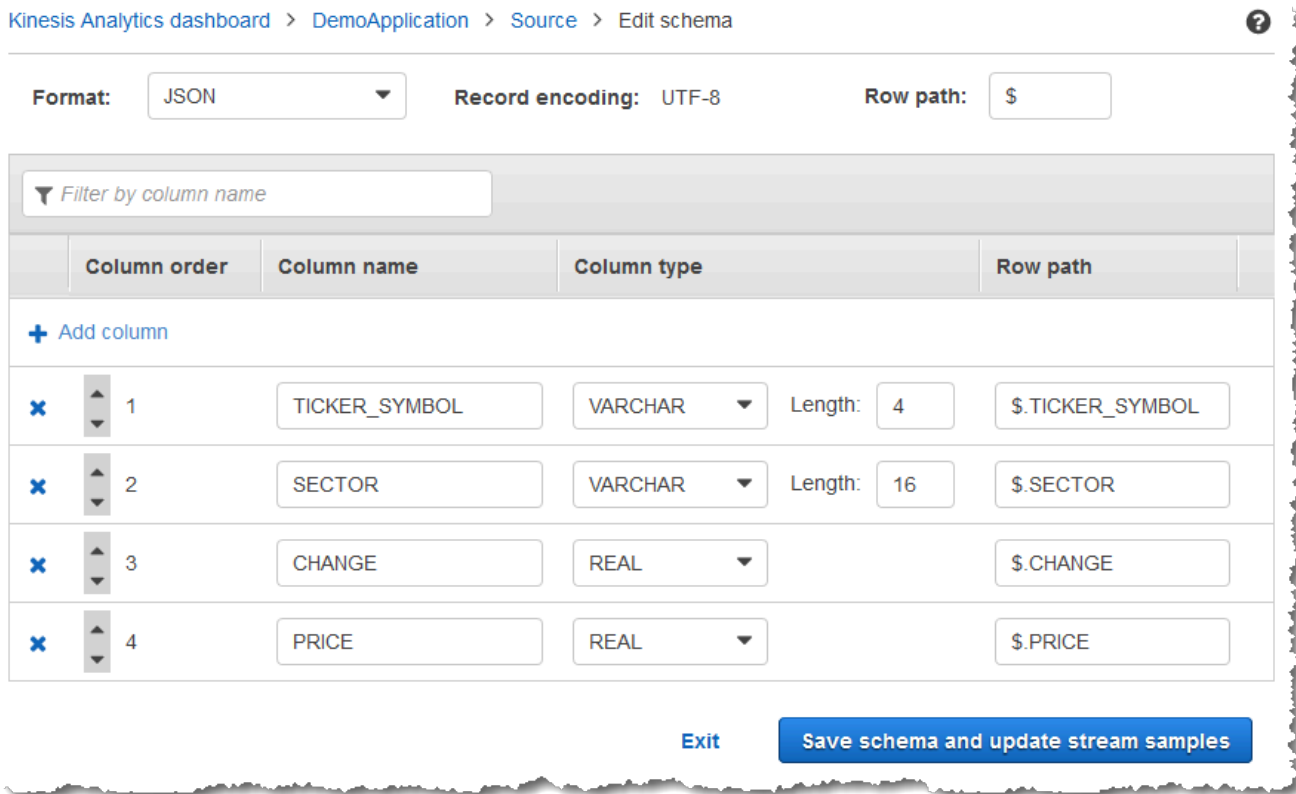 Kinesis Analytics dashboard > DemoApplication > Source > Edit schema
Format: JSON Record encoding: UTF-8 Row path: $
Filter by column name
Column order Column name Column type Row path
Add column
1 TICKER_SYMBOL VARCHAR Length: 4 $.TICKER_SYMBOL
2 SECTOR VARCHAR Length: 16 $.SECTOR
3 CHANGE REAL $.CHANGE
4 PRICE REAL $.PRICE
Exit Save schema and update stream samples